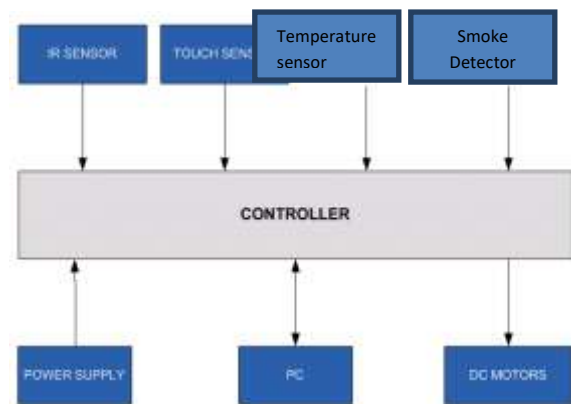 IR SENSOR
TOUCH SENS
Temperature
sensor
Smoke
Detector
CONTROLLER
POWER SUPPLY
PC
DC MOTORS